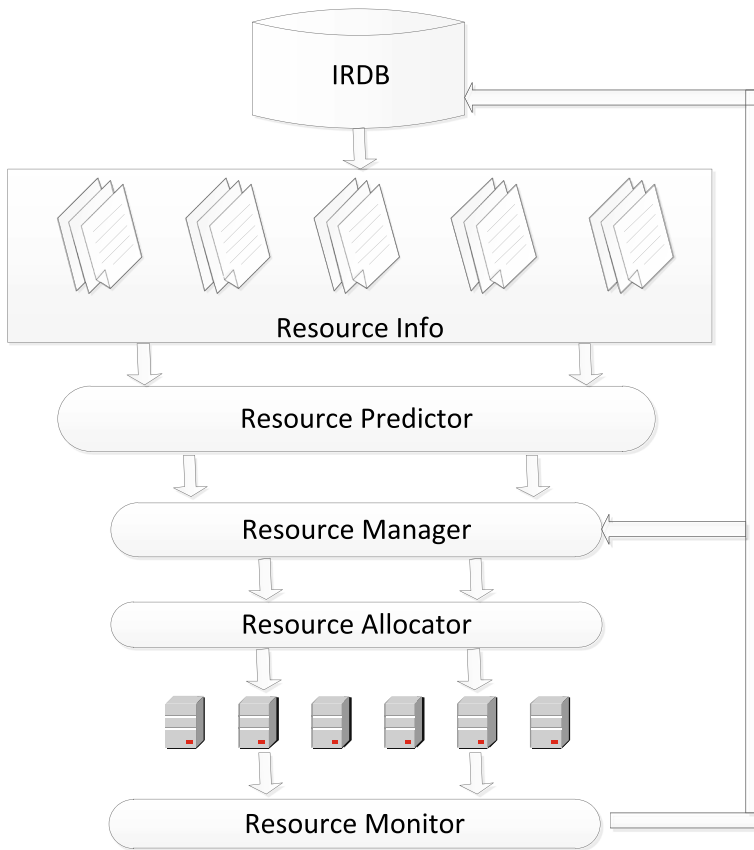 IRDB
Resource Info
Resource Predictor
Resource Manager
Resource Allocator
Resource Monitor